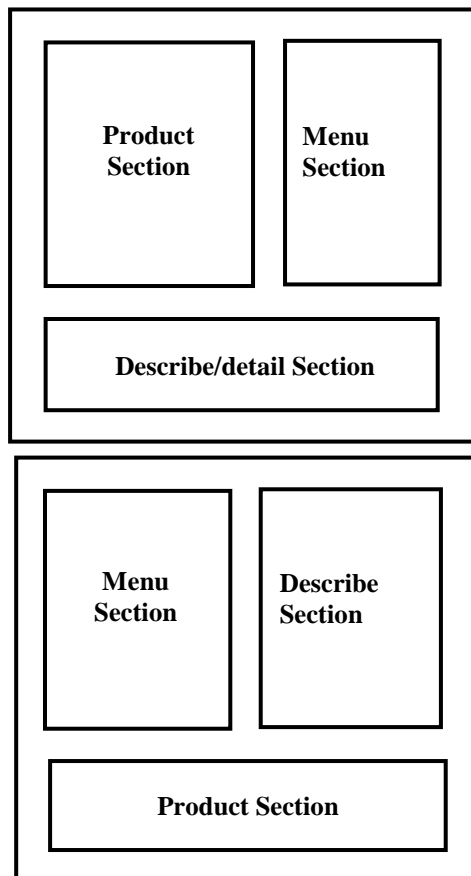 Product
Section
Menu
Section
Describe/detail Section
Menu
Section
Describe
Section
Product Section